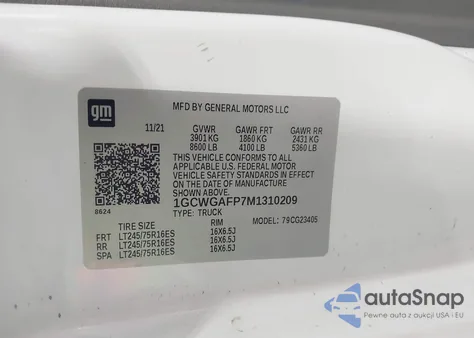 gm
MFD BY GENERAL MOTORS LLC
11/21 GVWR GAWR FRT GAWR RR
3901 KG 1860 KG 2431 KG
8600 LB 4100 LB 5360 LB
THIS VEHICLE CONFORMS TO ALL
APPLICABLE U.S. FEDERAL MOTOR
VEHICLE SAFETY STANDARDS IN EFFECT ON
THE DATE OF MANUFACTURE SHOWN ABOVE.
1GCWGAFP7M1310209
8624 TYPE: TRUCK
MODEL: 79CG23405
TIRE SIZE RIM
FRT LT245/75R16ES 16X6.5J
RR LT245/75R16ES 16X6.5J
SPA LT245/75R16ES 16X6.5J
autoSnap
Pewne auta z aukcji USA i EU